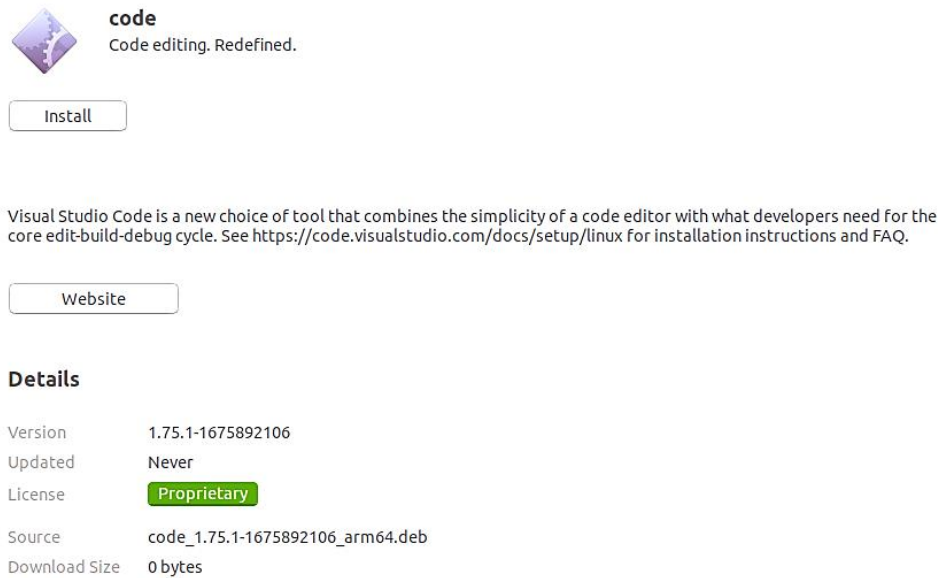 code
Code editing. Redefined.
Install
Visual Studio Code is a new choice of tool that combines the simplicity of a code editor with what developers need for the
core edit-build-debug cycle. See https://code.visualstudio.com/docs/setup/linux for installation instructions and FAQ.
Website
Details
Version 1.75.1-1675892106
Updated Never
License Proprietary
Source code_1.75.1-1675892106_arm64.deb
Download Size 0 bytes